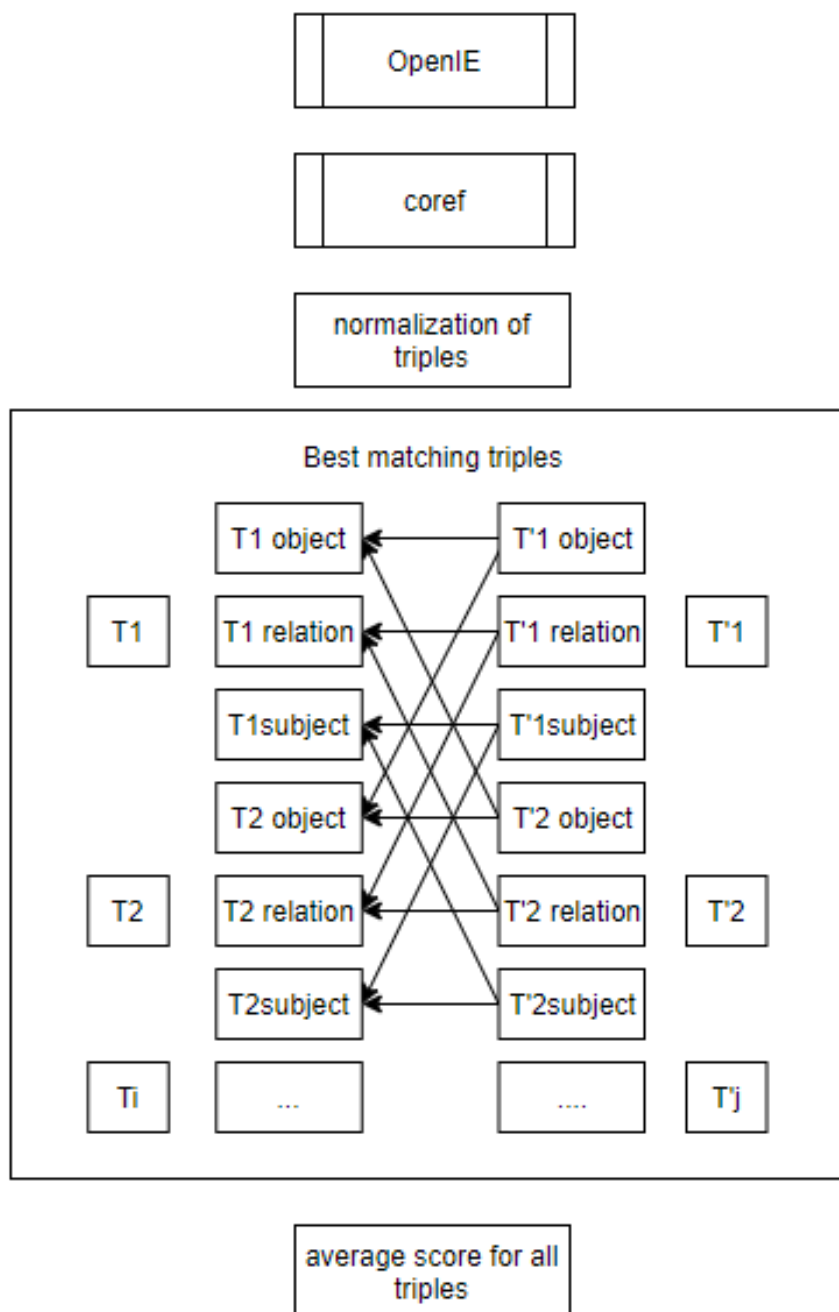 OpenIE
coref
normalization of
triples
Best matching triples
T1 object
T'1 object
T1
T1 relation
T'1 relation
T'1
T1subject
T'1subject
T2 object
T'2 object
T2
T2 relation
T'2 relation
T'2
T2subject
T'2subject
Ti
...
....
T'j
average score for all
triples